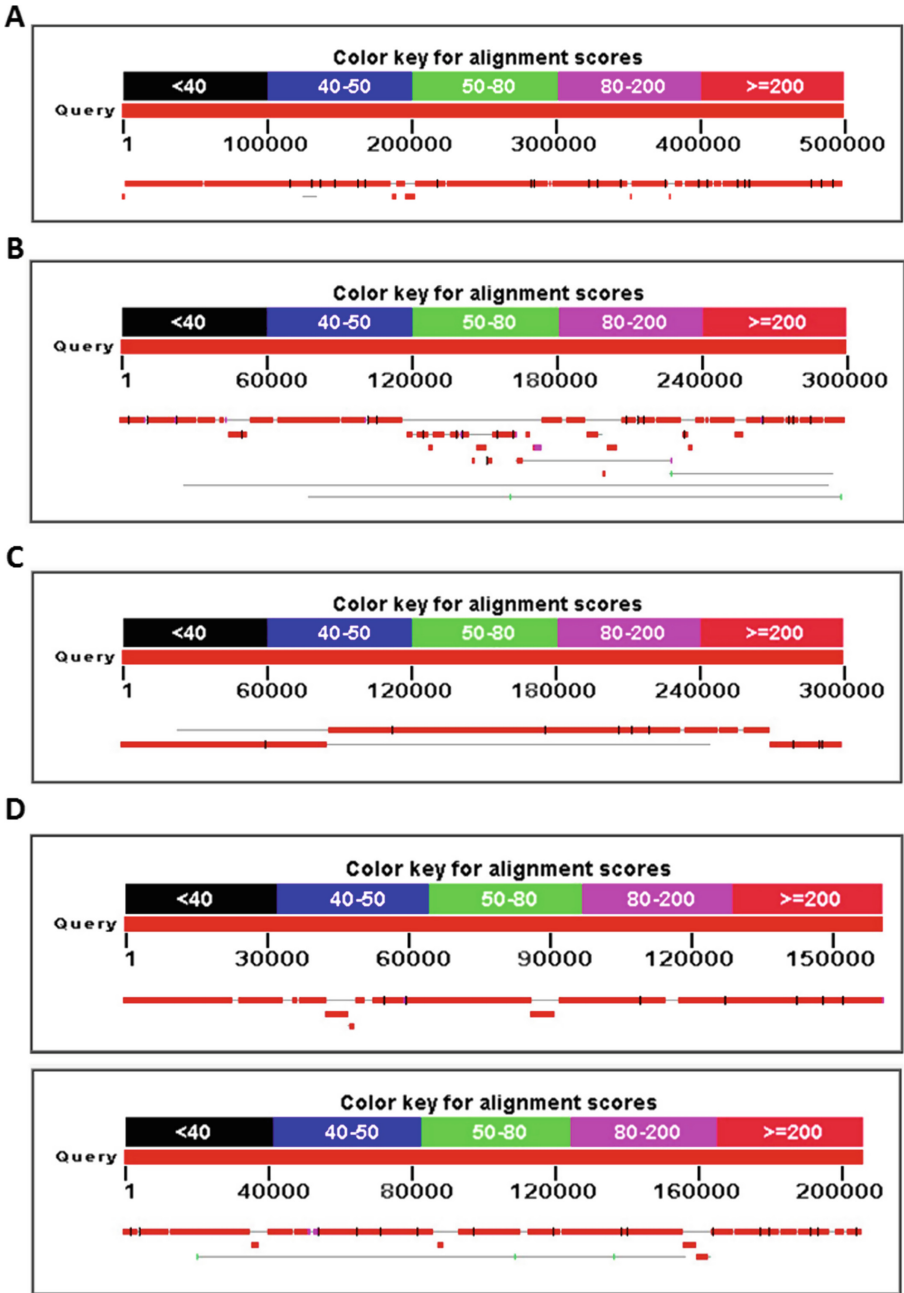 A
Color key for alignment scores
<40 40-50 50-80 80-200 >=200
Query
1 100000 200000 300000 400000 500000
B
Color key for alignment scores
<40 40-50 50-80 80-200 >=200
Query
1 60000 120000 180000 240000 300000
C
Color key for alignment scores
<40 40-50 50-80 80-200 >=200
Query
1 60000 120000 180000 240000 300000
D
Color key for alignment scores
<40 40-50 50-80 80-200 >=200
Query
1 30000 60000 90000 120000 150000
Color key for alignment scores
<40 40-50 50-80 80-200 >=200
Query
1 40000 80000 120000 160000 200000